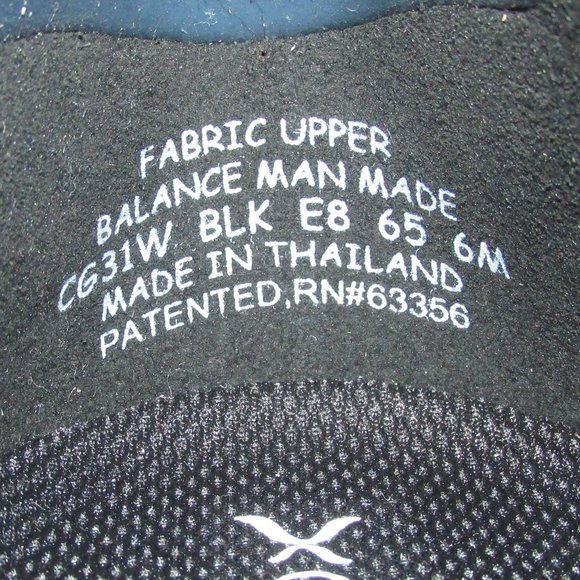 FABRIC UPPER
BALANCE MAN MADE
CG31W BLK E8 65 6M
MADE IN THAILAND
PATENTED,RN#63356